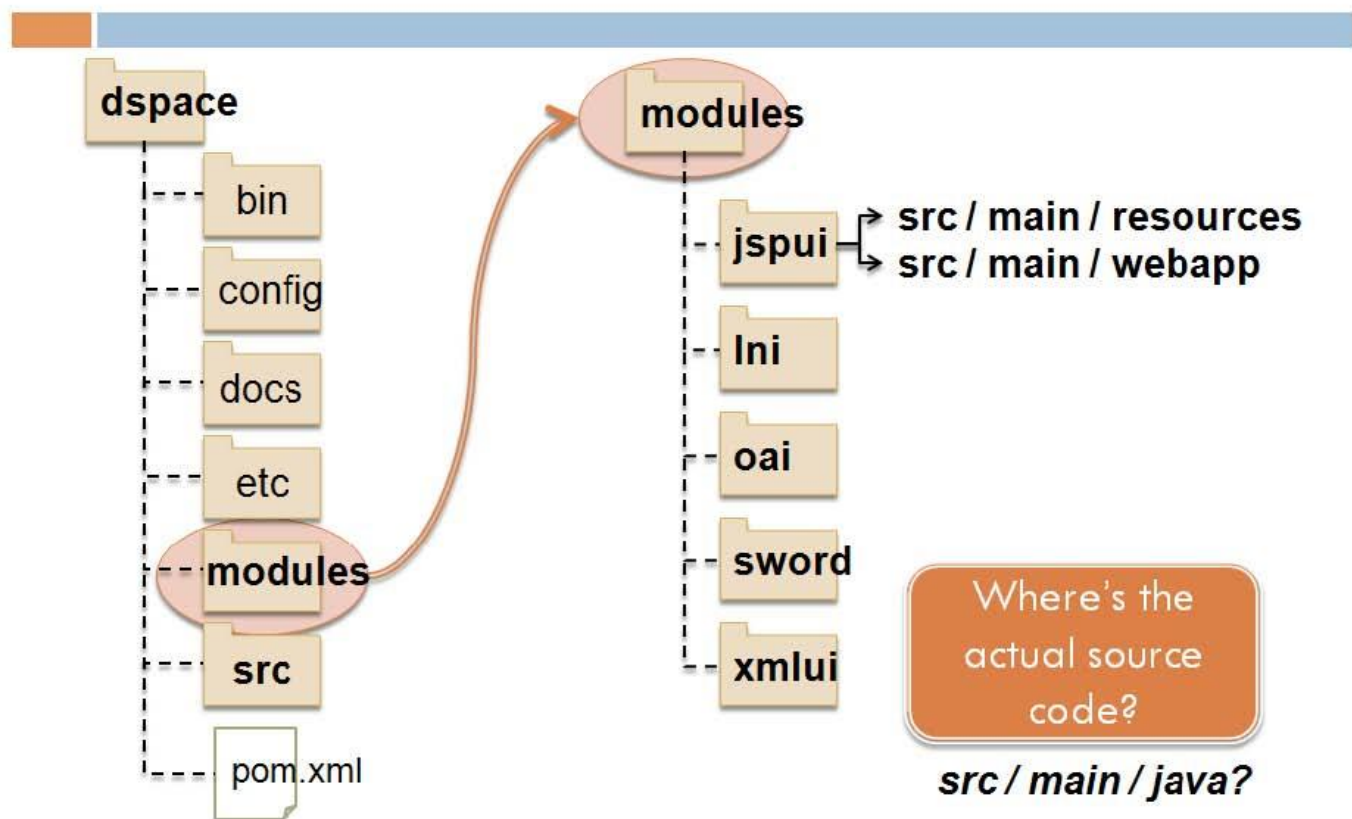 dspace
bin
config
docs
etc
modules
src
pom.xml
modules
jspui
src / main / resources
src / main / webapp
lni
oai
sword
xmlui
Where's the
actual source
code?
src / main / java?